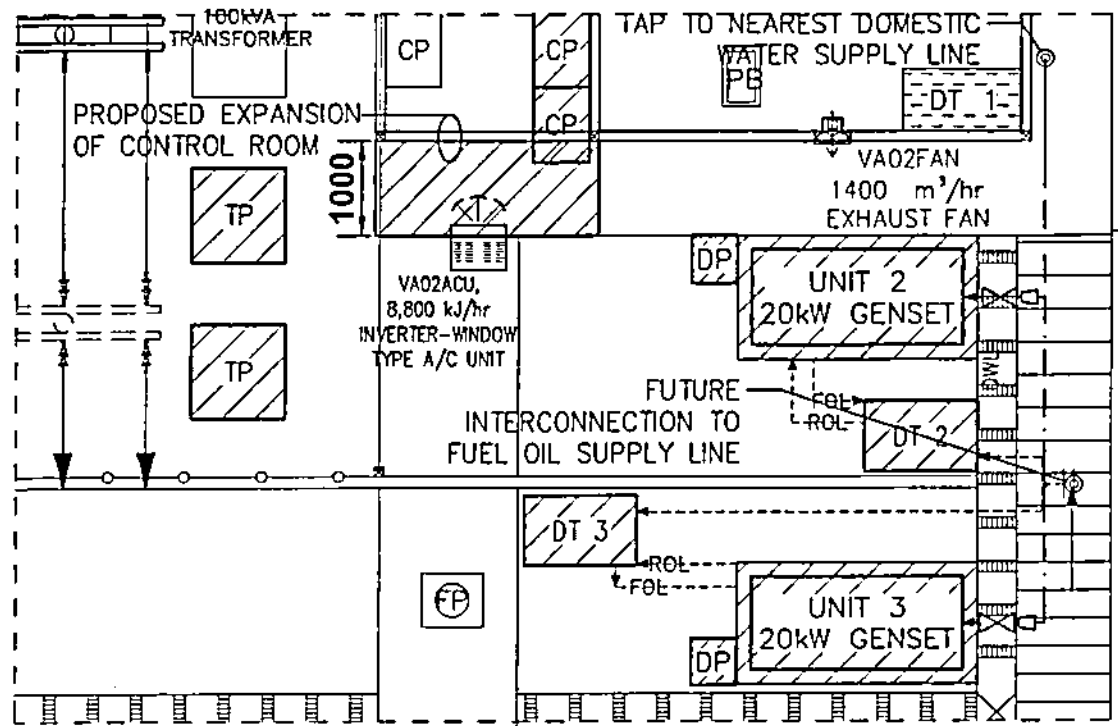 100kVA
TRANSFORMER
CP
CP
CP
TAP TO NEAREST DOMESTIC
WATER SUPPLY LINE
PB
DT 1
PROPOSED EXPANSION
OF CONTROL ROOM
1000
TP
T
VA02FAN
1400 m³/hr
EXHAUST FAN
VA02ACU,
8,800 kJ/hr
INVERTER-WINDOW
TYPE A/C UNIT
DP
UNIT 2
20kW GENSET
TP
FUTURE
INTERCONNECTION TO
FUEL OIL SUPPLY LINE
FOL
ROL
DT 2
DWL
DT 3
ROL
FOL
FP
UNIT 3
20kW GENSET
DP